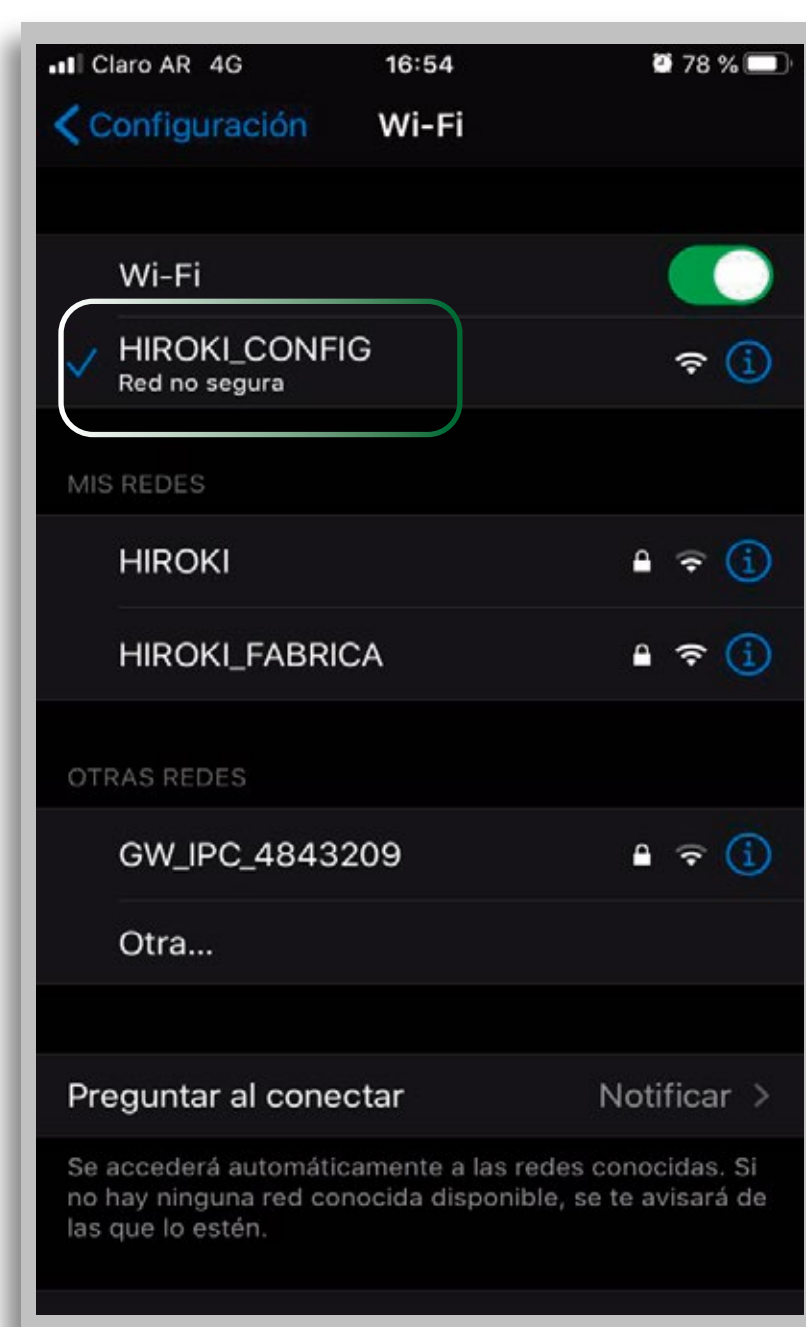 Claro AR 4G 16:54 78 %
Configuración Wi-Fi
Wi-Fi
HIROKI_CONFIG
Red no segura
MIS REDES
HIROKI
HIROKI_FABRICA
OTRAS REDES
GW_IPC_4843209
Otra...
Preguntar al conectar Notificar
Se accederá automáticamente a las redes conocidas. Si
no hay ninguna red conocida disponible, se te avisará de
las que lo estén.